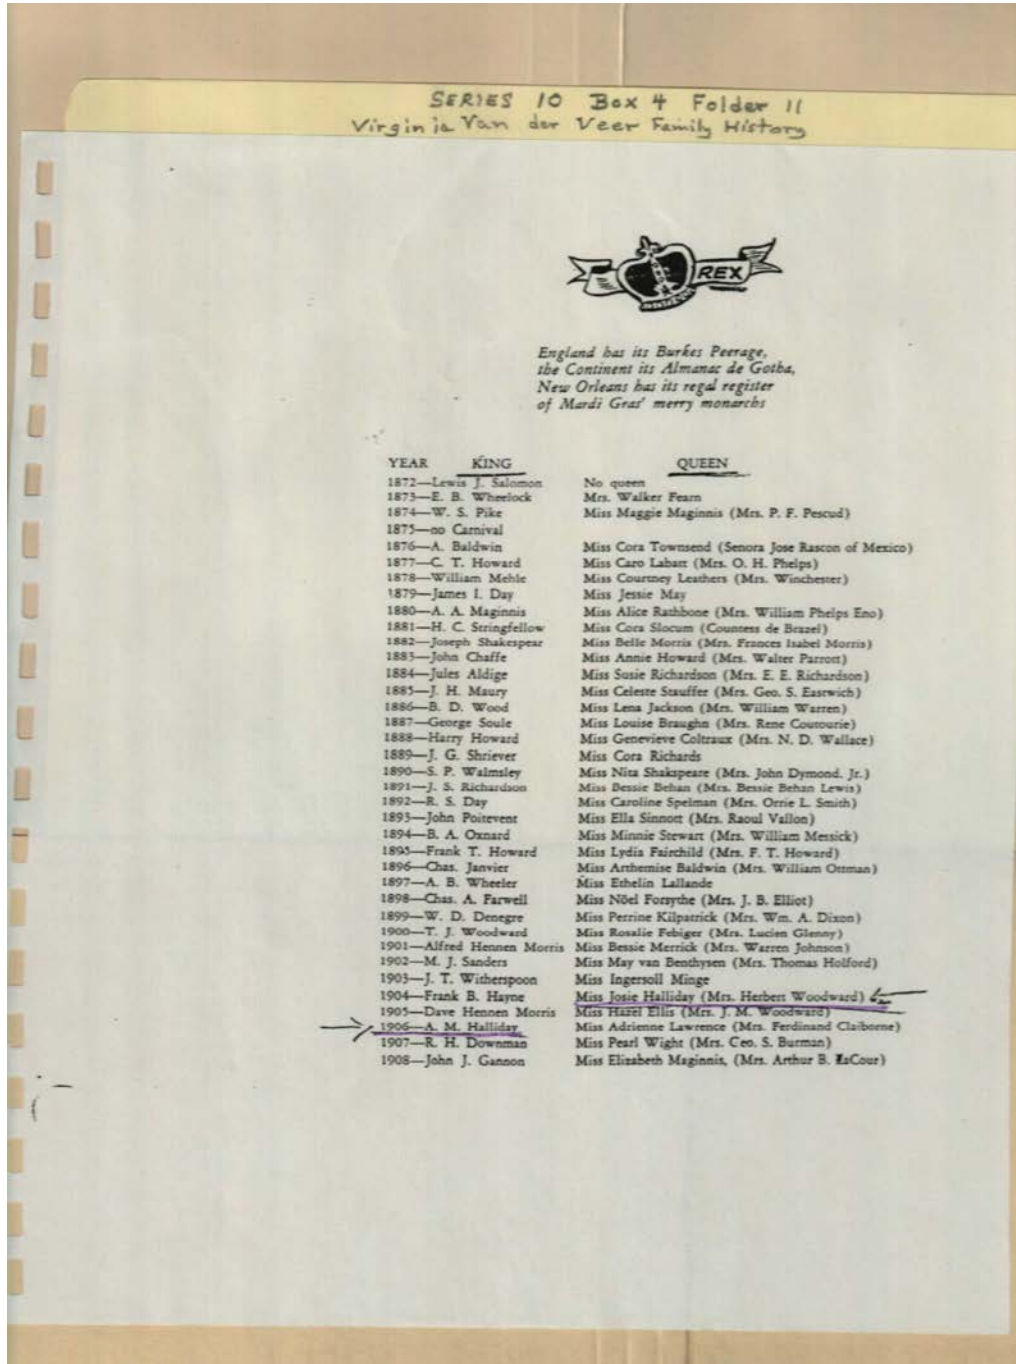 SERIES 10 Box 4 Folder 11
Virginia Van der Veer Family History
REX
England has its Burkes Peerage,
the Continent its Almanac de Gotha,
New Orleans has its regal register
of Mardi Gras' merry monarchs
YEAR KING QUEEN
1872—Lewis J. Salomon No queen
1873—E. B. Wheelock Mrs. Walker Fearn
1874—W. S. Pike Miss Maggie Maginnis (Mrs. P. F. Pescud)
1875—no Carnival
1876—A. Baldwin Miss Cora Townsend (Senora Jose Rascon of Mexico)
1877—C. T. Howard Miss Caro Labatt (Mrs. O. H. Phelps)
1878—William Mehle Miss Courtney Leathers (Mrs. Winchester)
1879—James I. Day Miss Jessie May
1880—A. A. Maginnis Miss Alice Rathbone (Mrs. William Phelps Eno)
1881—H. C. Stringfellow Miss Cora Slocum (Countess de Brazel)
1882—Joseph Shakespear Miss Belle Morris (Mrs. Frances Isabel Morris)
1883—John Chaffe Miss Annie Howard (Mrs. Walter Parrott)
1884—Jules Aldige Miss Susie Richardson (Mrs. E. E. Richardson)
1885—J. H. Maury Miss Celeste Stauffer (Mrs. Geo. S. Eastwich)
1886—B. D. Wood Miss Lena Jackson (Mrs. William Warren)
1887—George Soule Miss Louise Braughn (Mrs. Rene Coutourie)
1888—Harry Howard Miss Genevieve Coltraux (Mrs. N. D. Wallace)
1889—J. G. Shriever Miss Cora Richards
1890—S. P. Walmsley Miss Nita Shakspeare (Mrs. John Dymond. Jr.)
1891—J. S. Richardson Miss Bessie Behan (Mrs. Bessie Behan Lewis)
1892—R. S. Day Miss Caroline Spelman (Mrs. Orrie L. Smith)
1893—John Poitevent Miss Ella Sinnott (Mrs. Raoul Vallon)
1894—B. A. Oxnard Miss Minnie Stewart (Mrs. William Messick)
1895—Frank T. Howard Miss Lydia Fairchild (Mrs. F. T. Howard)
1896—Chas. Janvier Miss Arthemise Baldwin (Mrs. William Ottman)
1897—A. B. Wheeler Miss Ethelin Lallande
1898—Chas. A. Farwell Miss Nöel Forsythe (Mrs. J. B. Elliot)
1899—W. D. Denegre Miss Perrine Kilpatrick (Mrs. Wm. A. Dixon)
1900—T. J. Woodward Miss Rosalie Febiger (Mrs. Lucien Glenny)
1901—Alfred Hennen Morris Miss Bessie Merrick (Mrs. Warren Johnson)
1902—M. J. Sanders Miss May van Benthysen (Mrs. Thomas Holford)
1903—J. T. Witherspoon Miss Ingersoll Minge
1904—Frank B. Hayne Miss Josie Halliday (Mrs. Herbert Woodward)
1905—Dave Hennen Morris Miss Hazel Ellis (Mrs. J. M. Woodward)
1906—A. M. Halliday Miss Adrienne Lawrence (Mrs. Ferdinand Claiborne)
1907—R. H. Downman Miss Pearl Wight (Mrs. Ceo. S. Burman)
1908—John J. Gannon Miss Elizabeth Maginnis, (Mrs. Arthur B. LaCour)